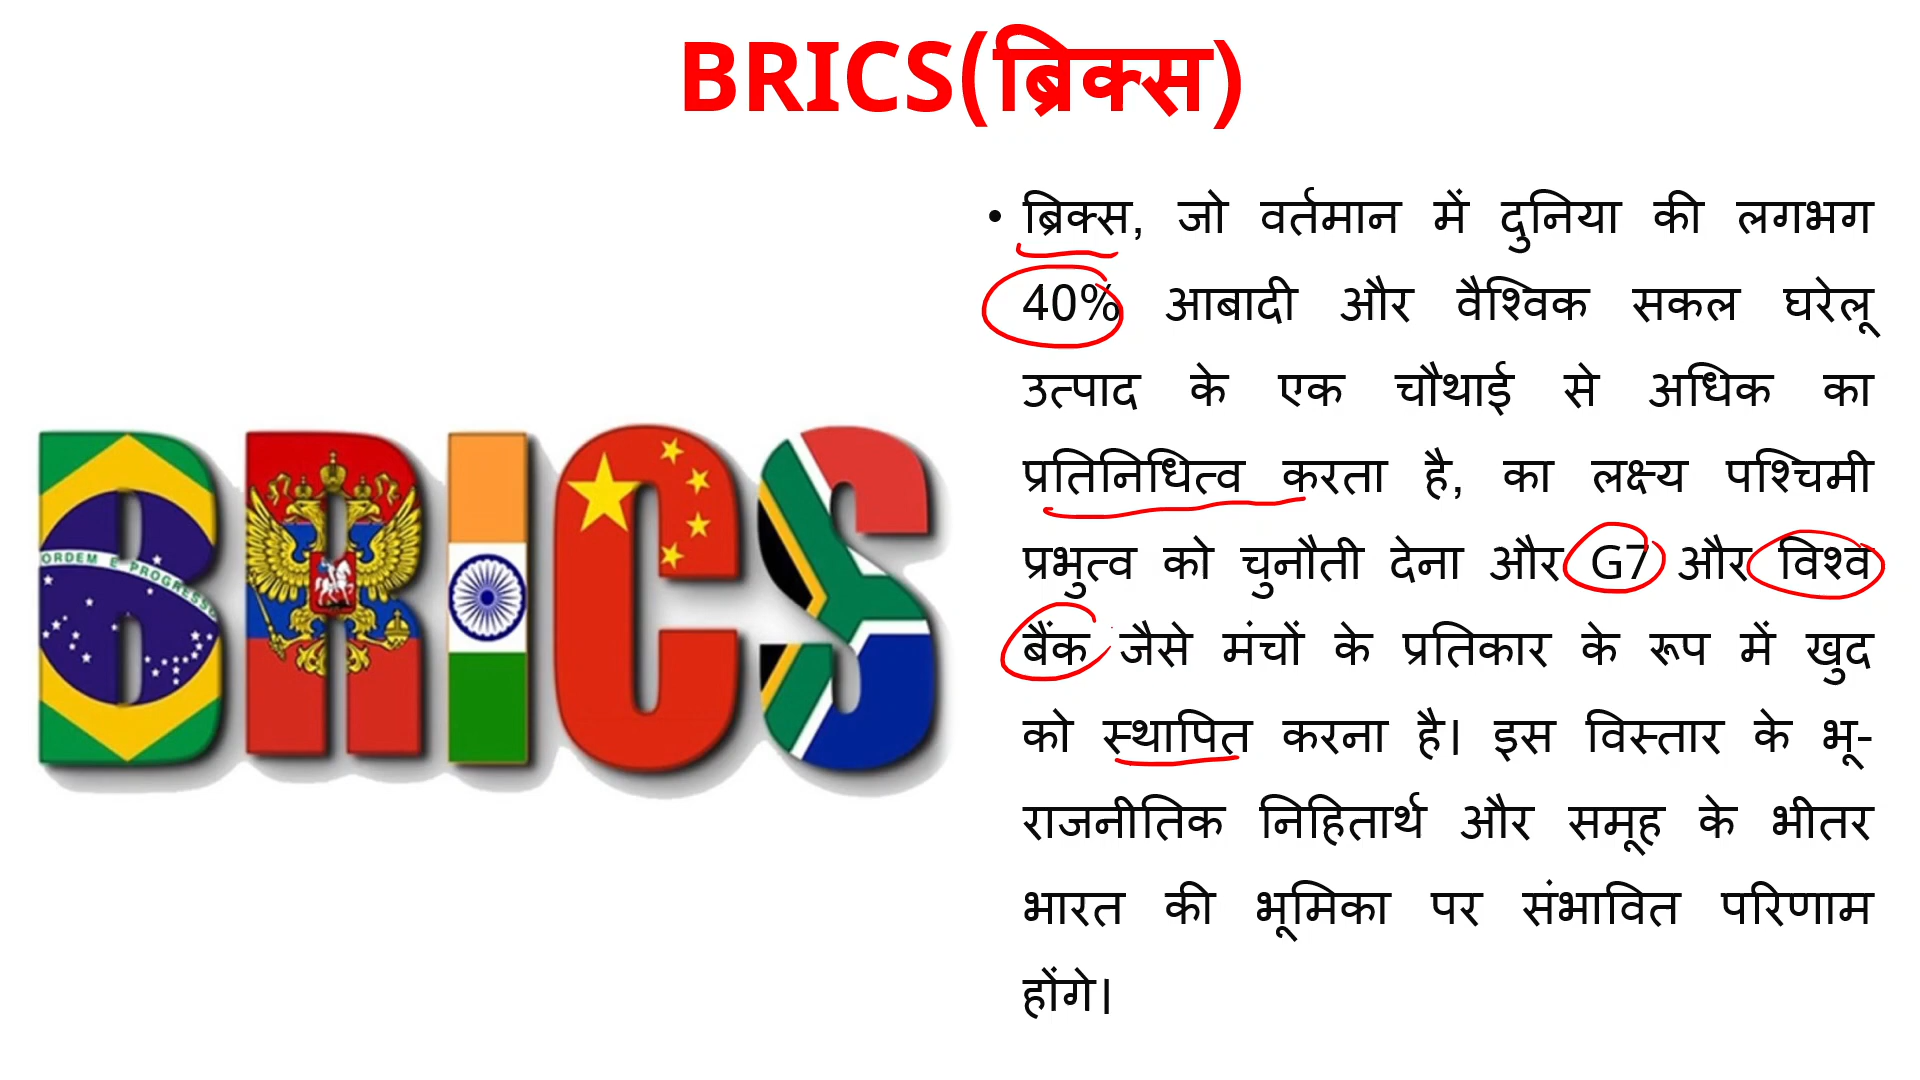 BRICS(ब्रिक्स)
• ब्रिक्स, जो वर्तमान में दुनिया की लगभग
40% आबादी और वैश्विक सकल घरेलू
उत्पाद के एक चौथाई से अधिक का
प्रतिनिधित्व करता है, का लक्ष्य पश्चिमी
प्रभुत्व को चुनौती देना और G7 और विश्व
बैंक जैसे मंचों के प्रतिकार के रूप में खुद
को स्थापित करना है। इस विस्तार के भू-
राजनीतिक निहितार्थ और समूह के भीतर
भारत की भूमिका पर संभावित परिणाम
होंगे।
BRICS
ORDEM E PROGRESSO